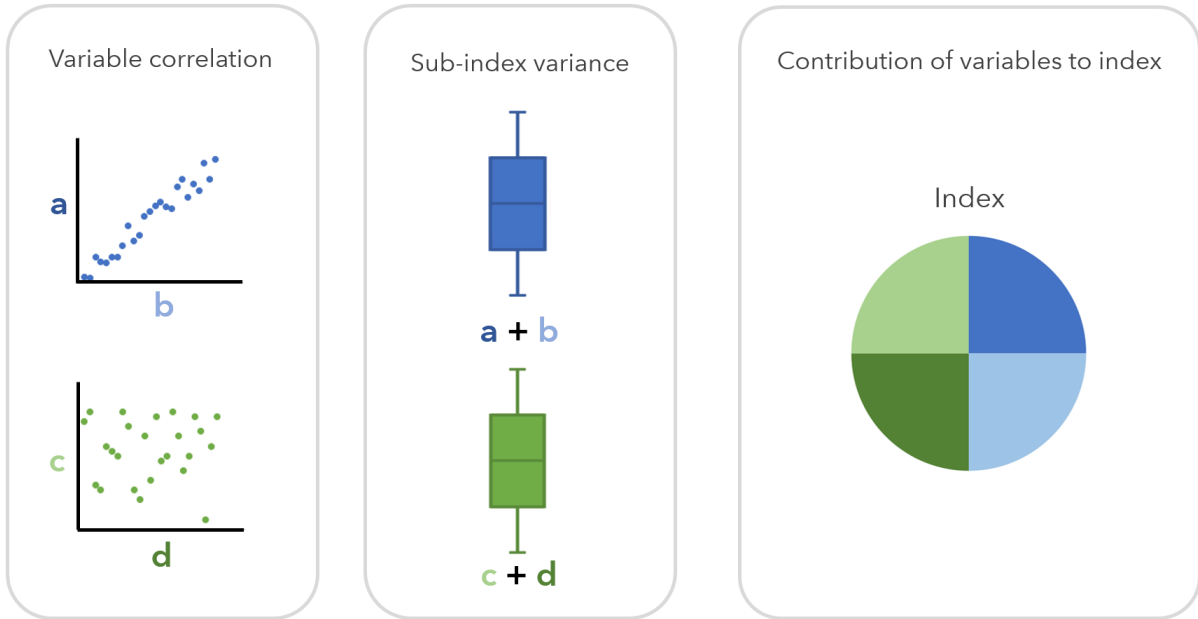 Variable correlation
a
b
c
d
Sub-index variance
a + b
c + d
Contribution of variables to index
Index